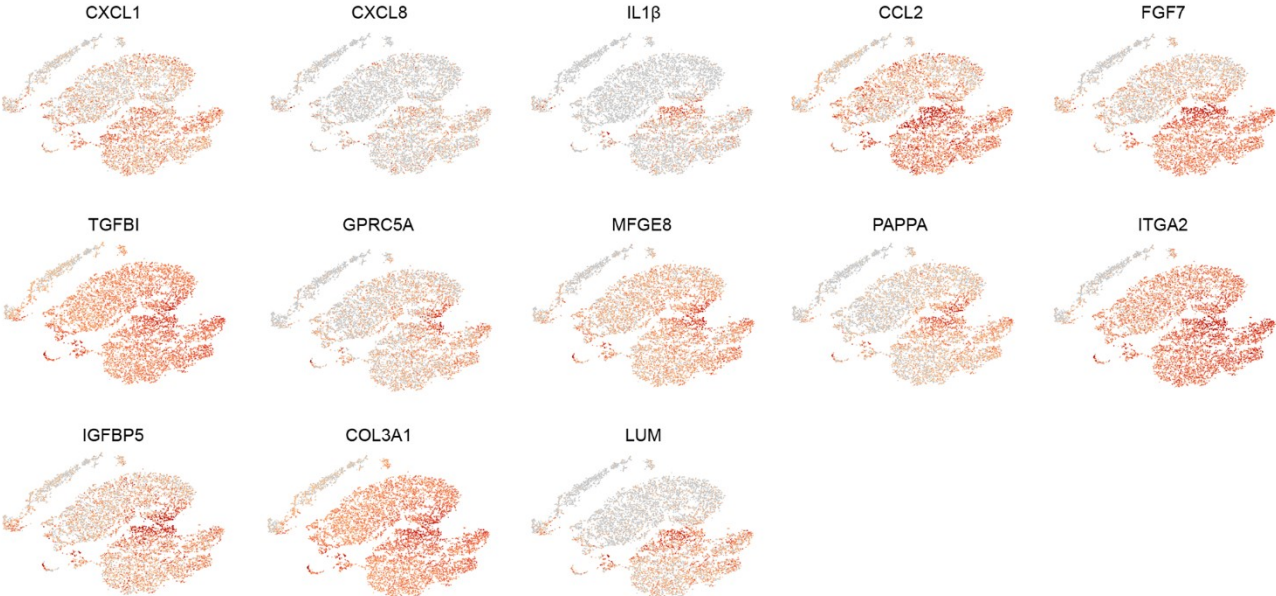 CXCL1 CXCL8 IL1β CCL2 FGF7
TGFBI GPRC5A MFGE8 PAPPA ITGA2
IGFBP5 COL3A1 LUM